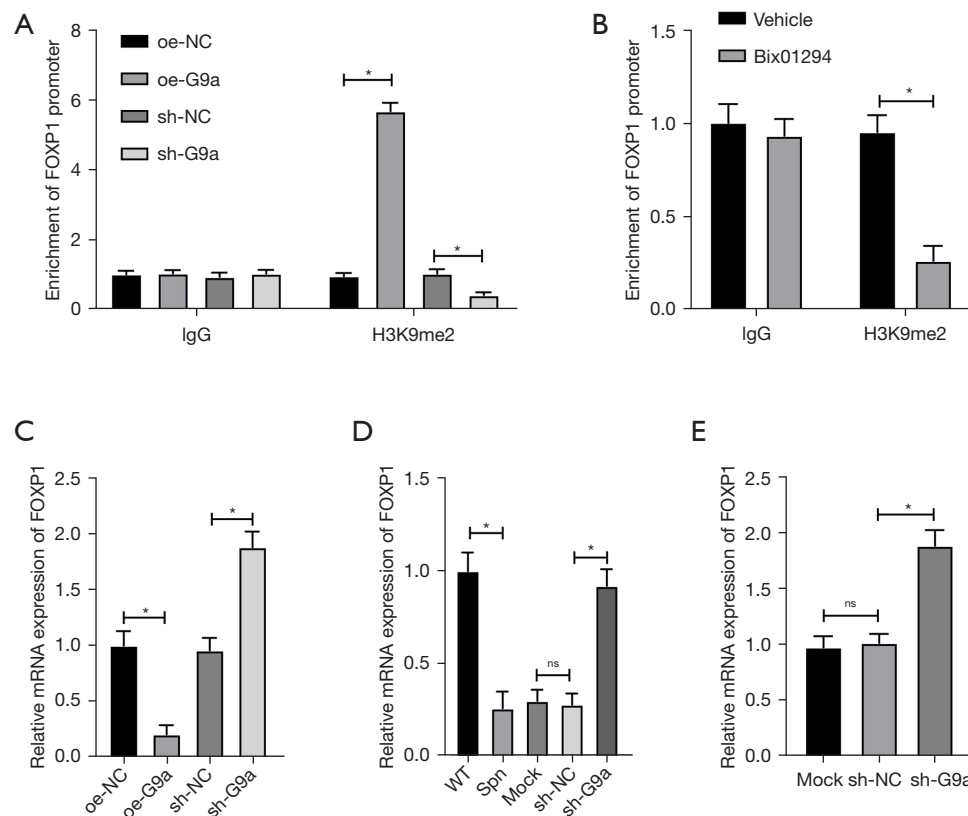 A
Enrichment of FOXP1 promoter
8
6
4
2
0
oe-NC
oe-G9a
sh-NC
sh-G9a
*
*
IgG
H3K9me2
B
Enrichment of FOXP1 promoter
1.5
1.0
0.5
0.0
Vehicle
Bix01294
*
IgG
H3K9me2
C
Relative mRNA expression of FOXP1
2.5
2.0
1.5
1.0
0.5
0.0
*
*
oe-NC
oe-G9a
sh-NC
sh-G9a
D
Relative mRNA expression of FOXP1
1.5
1.0
0.5
0.0
*
ns
*
WT
Spn
Mock
sh-NC
sh-G9a
E
Relative mRNA expression of FOXP1
2.5
2.0
1.5
1.0
0.5
0.0
ns
*
Mock sh-NC sh-G9a